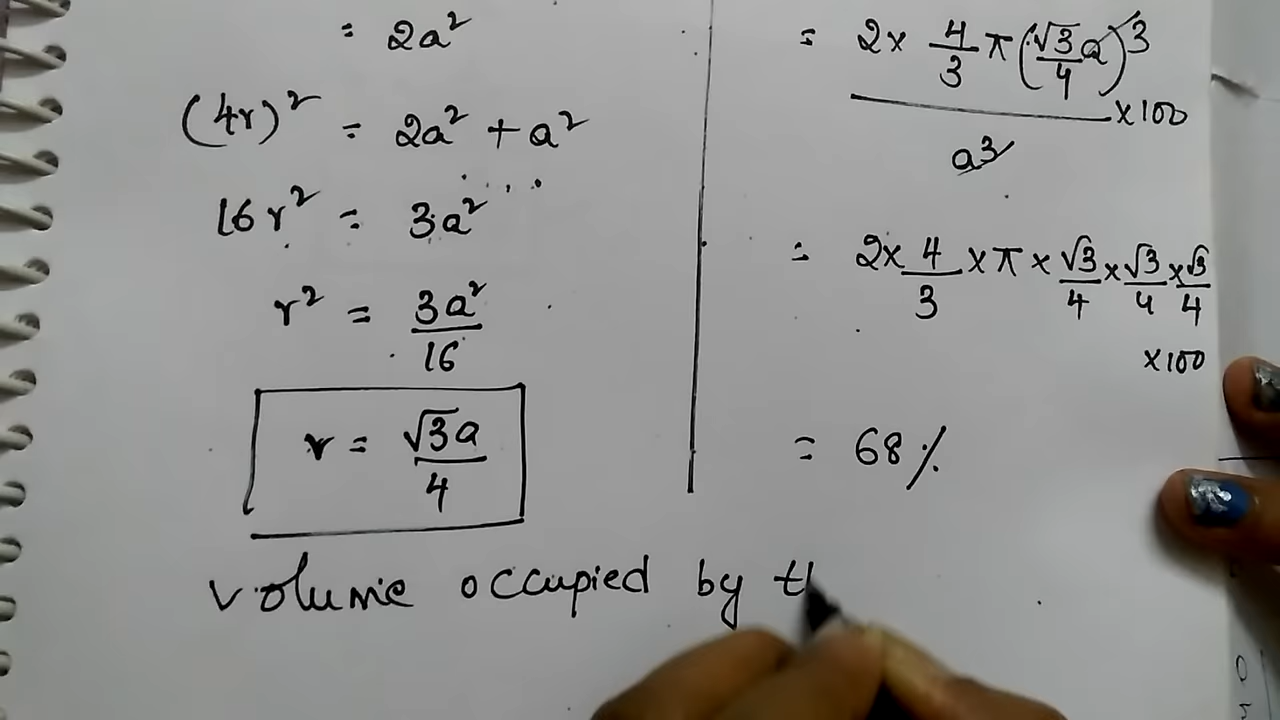 = 2a²
(4r)² = 2a² + a²
16r² = 3a²
r² = 3a²/16
r = √3a/4
= 2× 4/3 π(√3/4 a)³ / a³ ×100
= 2× 4/3 ×π× √3/4 × √3/4 × √3/4
×100
= 68%
volume occupied by